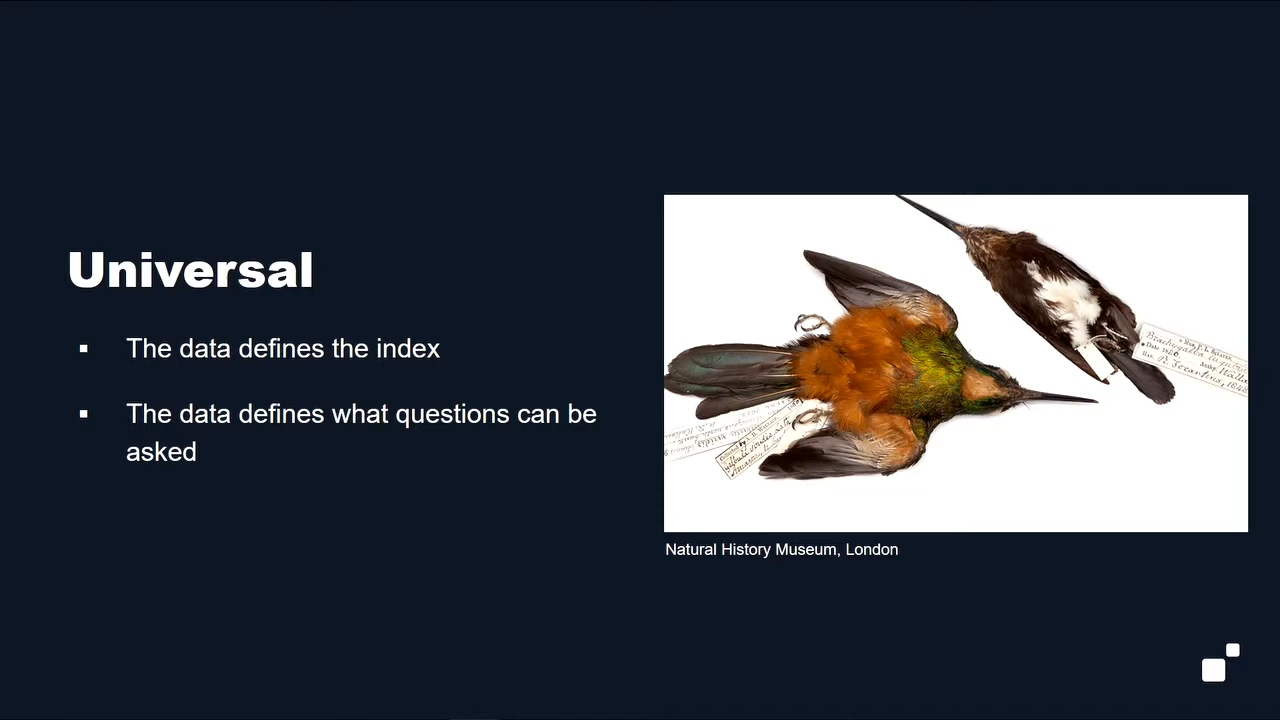 Universal
▪ The data defines the index
▪ The data defines what questions can be
asked
Natural History Museum, London